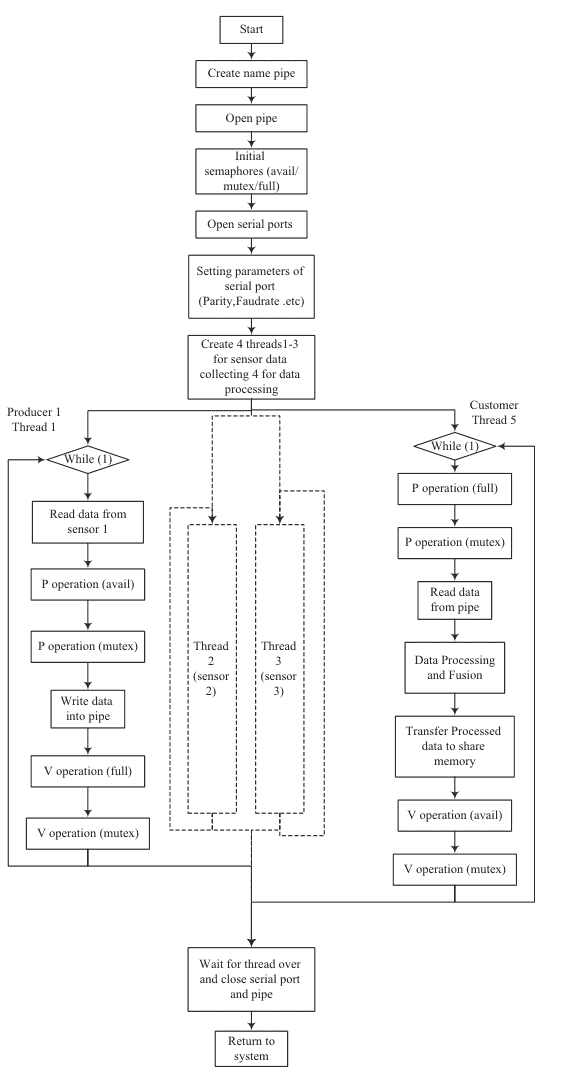 Start
Create name pipe
Open pipe
Initial
semaphores (avail/
mutex/full)
Open serial ports
Setting parameters of
serial port
(Parity,Faudrate .etc)
Create 4 threads1-3
for sensor data
collecting 4 for data
processing
Producer 1
Thread 1
While (1)
Read data from
sensor 1
P operation (avail)
P operation (mutex)
Write data
into pipe
V operation (full)
V operation (mutex)
Thread
2
(sensor
2)
Thread
3
(sensor
3)
Customer
Thread 5
While (1)
P operation (full)
P operation (mutex)
Read data
from pipe
Data Processing
and Fusion
Transfer Processed
data to share
memory
V operation (avail)
V operation (mutex)
Wait for thread over
and close serial port
and pipe
Return to
system